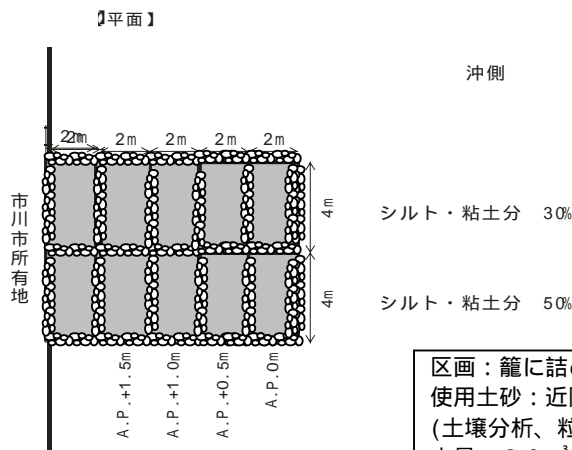 【平面】
沖側
2m 2m 2m 2m 2m
4m
シルト・粘土分 30%
市川市所有地
4m
シルト・粘土分 50%
A.P.+1.5m
A.P.+1.0m
A.P.+0.5m
A.P.0m
区画：籠に詰
使用土砂：近
(土壌分析、粒